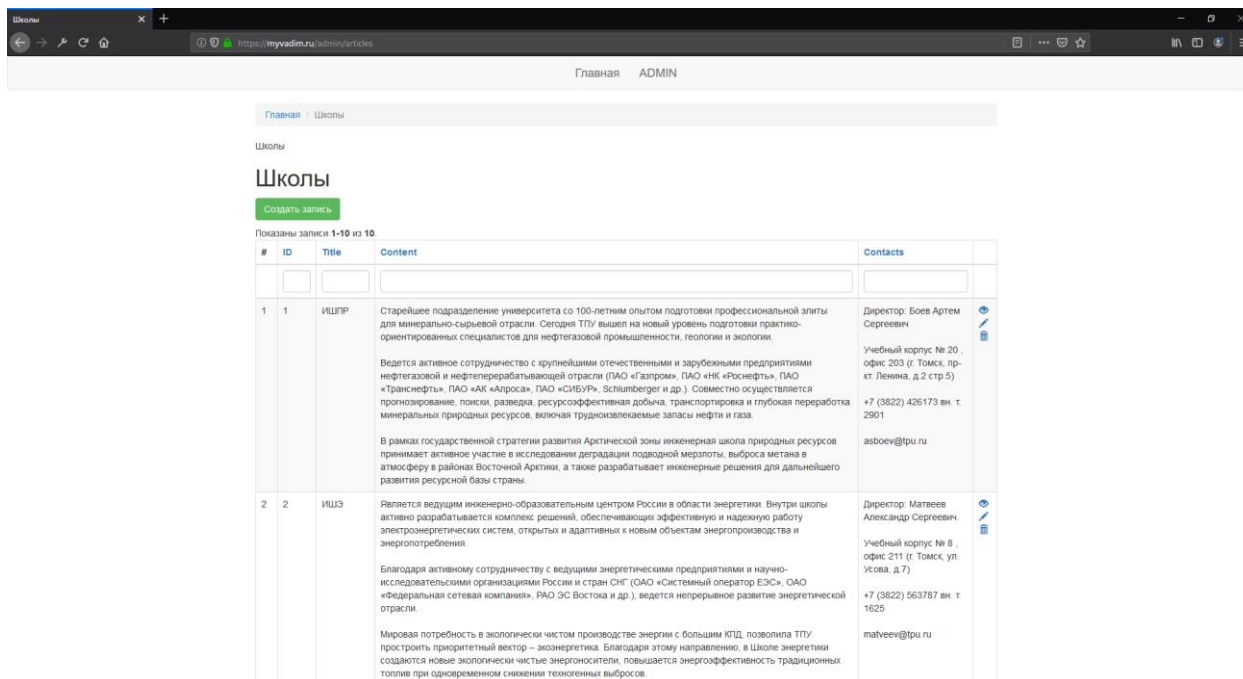 Школы
https://myvadim.ru/admin/articles
Главная ADMIN
Главная / Школы
Школы
Школы
Создать запись
Показаны записи 1-10 из 10.
# ID Title Content Contacts
1 1 ИШПР
Старейшее подразделение университета со 100-летним опытом подготовки профессиональной элиты
для минерально-сырьевой отрасли. Сегодня ТПУ вышел на новый уровень подготовки практико-
ориентированных специалистов для нефтегазовой промышленности, геологии и экологии.
Ведется активное сотрудничество с крупнейшими отечественными и зарубежными предприятиями
нефтегазовой и нефтеперерабатывающей отрасли (ПАО «Газпром», ПАО «НК «Роснефть», ПАО
«Транснефть», ПАО «АК «Алроса», ПАО «СИБУР», Schlumberger и др.). Совместно осуществляется
прогнозирование, поиски, разведка, ресурсоэффективная добыча, транспортировка и глубокая переработка
минеральных природных ресурсов, включая трудноизвлекаемые запасы нефти и газа.
В рамках государственной стратегии развития Арктической зоны инженерная школа природных ресурсов
принимает активное участие в исследовании деградации подводной мерзлоты, выброса метана в
атмосферу в районах Восточной Арктики, а также разрабатывает инженерные решения для дальнейшего
развития ресурсной базы страны.
Директор: Боев Артем
Сергеевич
Учебный корпус № 20 ,
офис 203 (г. Томск, пр-
кт. Ленина, д.2 стр.5)
+7 (3822) 426173 вн. т.
2901
asboev@tpu.ru
2 2 ИШЭ
Является ведущим инженерно-образовательным центром России в области энергетики. Внутри школы
активно разрабатывается комплекс решений, обеспечивающих эффективную и надежную работу
электроэнергетических систем, открытых и адаптивных к новым объектам энергопроизводства и
энергопотребления.
Благодаря активному сотрудничеству с ведущими энергетическими предприятиями и научно-
исследовательскими организациями России и стран СНГ (ОАО «Системный оператор ЕЭС», ОАО
«Федеральная сетевая компания», РАО ЭС Востока и др.), ведется непрерывное развитие энергетической
отрасли.
Мировая потребность в экологически чистом производстве энергии с большим КПД, позволила ТПУ
простроить приоритетный вектор – экоэнергетика. Благодаря этому направлению, в Школе энергетики
создаются новые экологически чистые энергоносители, повышается энергоэффективность традиционных
топлив при одновременном снижении техногенных выбросов.
Директор: Матвеев
Александр Сергеевич.
Учебный корпус № 8 ,
офис 211 (г. Томск, ул.
Усова, д.7)
+7 (3822) 563787 вн. т.
1625
matveev@tpu.ru